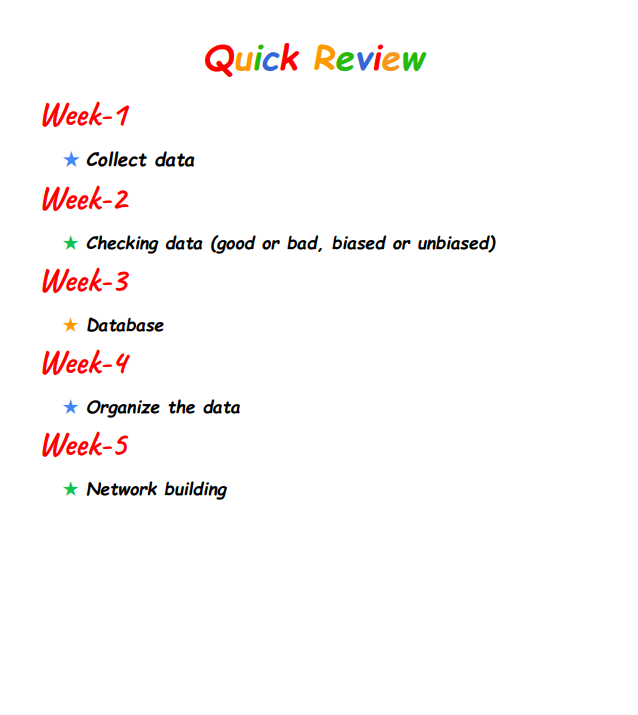 Quick Review
Week-1
★ Collect data
Week-2
★ Checking data (good or bad, biased or unbiased)
Week-3
★ Database
Week-4
★ Organize the data
Week-5
★ Network building